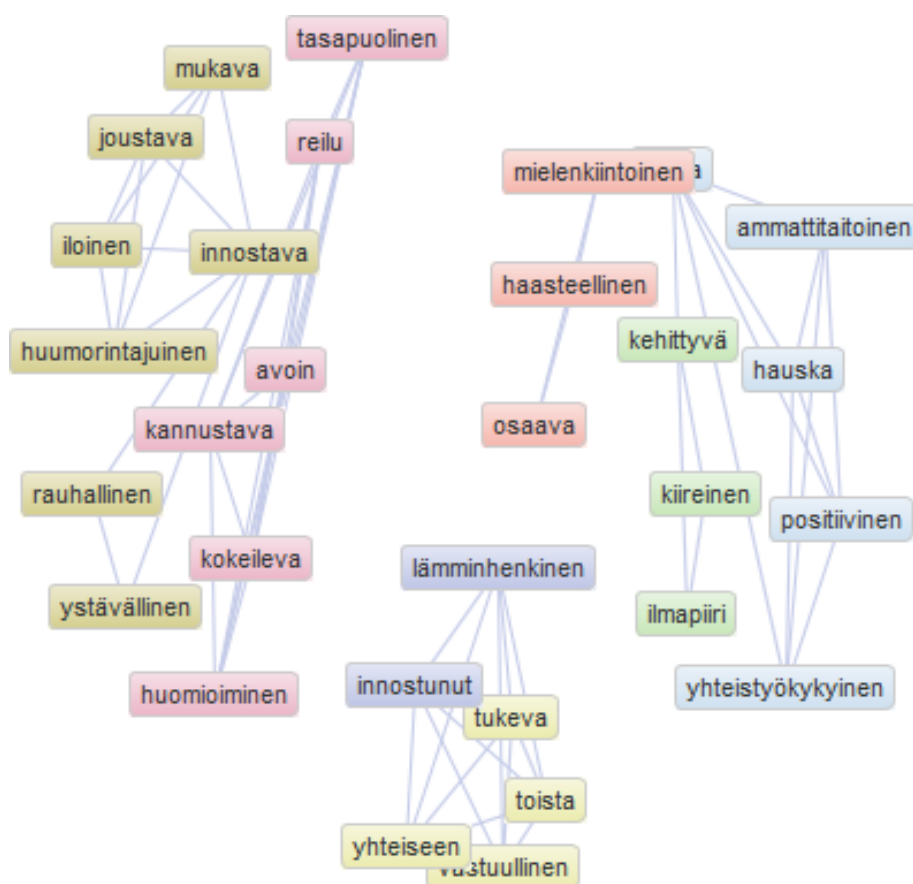 tasapuolinen
mukava
joustava
reilu
mielenkiintoinen
ammattitaitoinen
iloinen
innostava
haasteellinen
kehittyvä
huumorintajuinen
avoin
hauska
kannustava
osaava
rauhallinen
kiireinen
positiivinen
kokeileva
lämminhenkinen
ystävällinen
ilmapiiri
huomioiminen
innostunut
yhteistyökykyinen
tukeva
toista
yhteiseen
vastuullinen